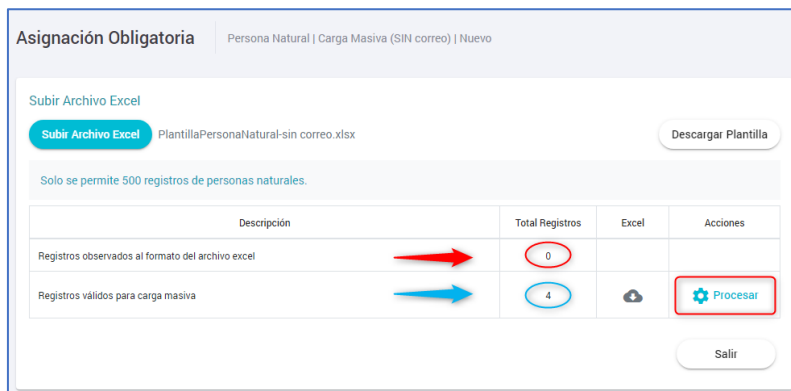 Asignación Obligatoria
Persona Natural | Carga Masiva (SIN correo) | Nuevo
Subir Archivo Excel
Subir Archivo Excel PlantillaPersonaNatural-sin correo.xlsx Descargar Plantilla
Solo se permite 500 registros de personas naturales.
Descripción Total Registros Excel Acciones
Registros observados al formato del archivo excel 0
Registros válidos para carga masiva 4 Procesar
Salir